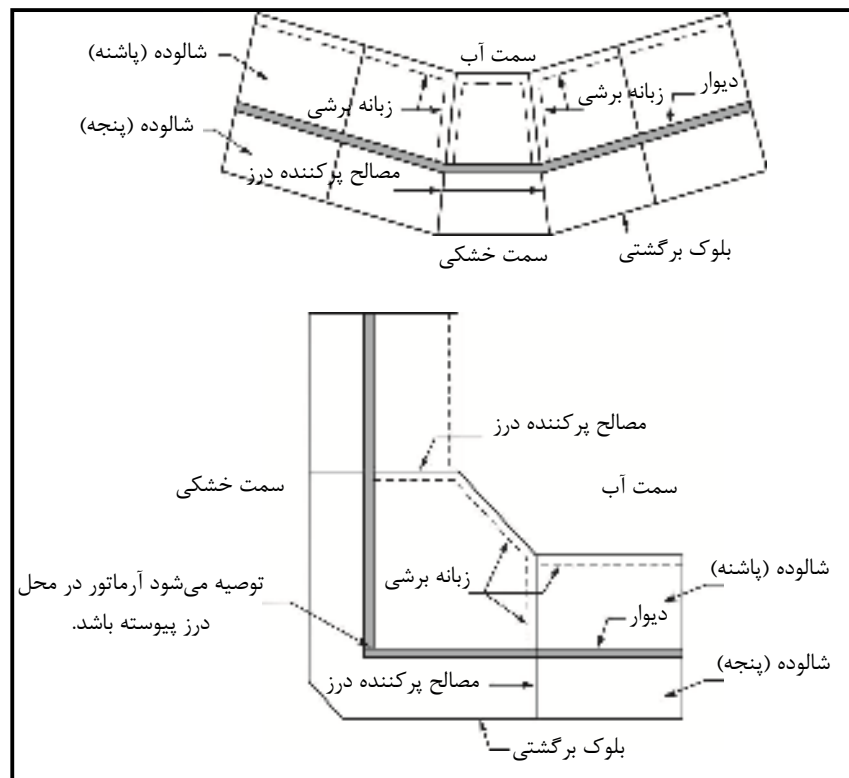 سمت آب
شالوده (پاشنه)
زبانه برشی
زبانه برشی
دیوار
شالوده (پنجه)
مصالح پرکننده درز
سمت خشکی
بلوک برگشتی
مصالح پرکننده درز
سمت خشکی
سمت آب
زبانه برشی
شالوده (پاشنه)
توصیه می‌شود آرماتور در محل
درز پیوسته باشد.
دیوار
شالوده (پنجه)
مصالح پرکننده درز
بلوک برگشتی